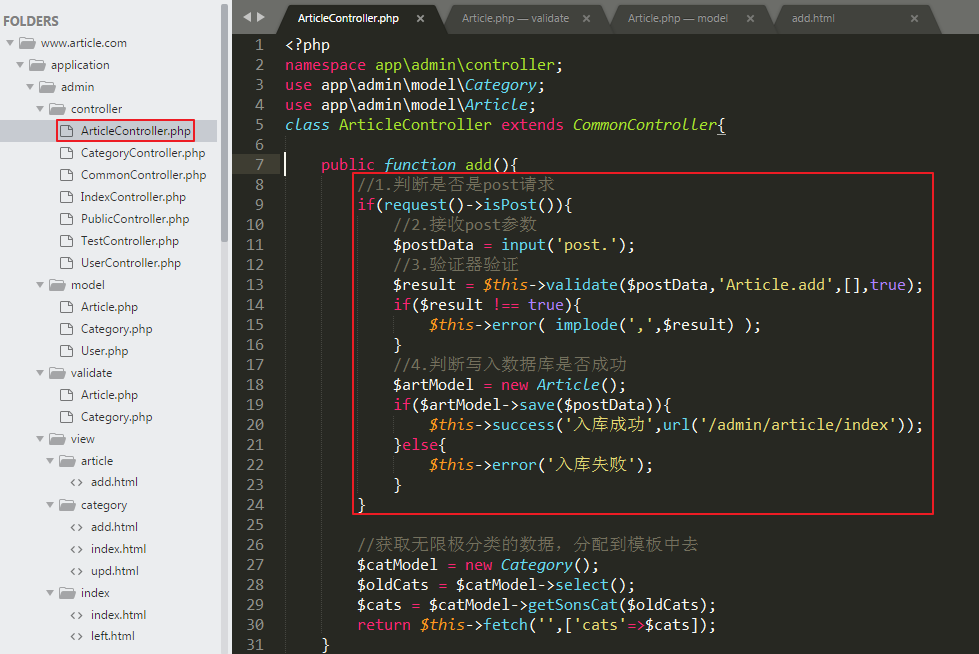 FOLDERS
www.article.com
application
admin
controller
ArticleController.php
CategoryController.php
CommonController.php
IndexController.php
PublicController.php
TestController.php
UserController.php
model
Article.php
Category.php
User.php
validate
Article.php
Category.php
view
article
<> add.html
category
<> add.html
<> index.html
<> upd.html
index
<> index.html
<> left.html
ArticleController.php ×
Article.php — validate ×
Article.php — model ×
add.html ×
1 <?php
2 namespace app\admin\controller;
3 use app\admin\model\Category;
4 use app\admin\model\Article;
5 class ArticleController extends CommonController{
6
7     public function add(){
8         //1.判断是否是post请求
9         if(request()->isPost()){
10             //2.接收post参数
11             $postData = input('post.');
12             //3.验证器验证
13             $result = $this->validate($postData,'Article.add',[],true);
14             if($result !== true){
15                 $this->error( implode(',',$result) );
16             }
17             //4.判断写入数据库是否成功
18             $artModel = new Article();
19             if($artModel->save($postData)){
20                 $this->success('入库成功',url('/admin/article/index'));
21             }else{
22                 $this->error('入库失败');
23             }
24         }
25
26         //获取无限极分类的数据，分配到模板中去
27         $catModel = new Category();
28         $oldCats = $catModel->select();
29         $cats = $catModel->getSonsCat($oldCats);
30         return $this->fetch('',['cats'=>$cats]);
31     }